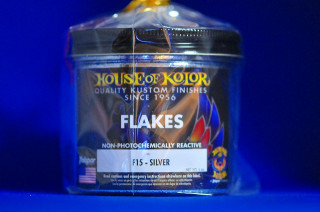 HOUSE OF KOLOR
QUALITY KUSTOM FINISHES
SINCE 1956
FLAKES
NON-PHOTOCHEMICALLY REACTIVE
F15 - SILVER